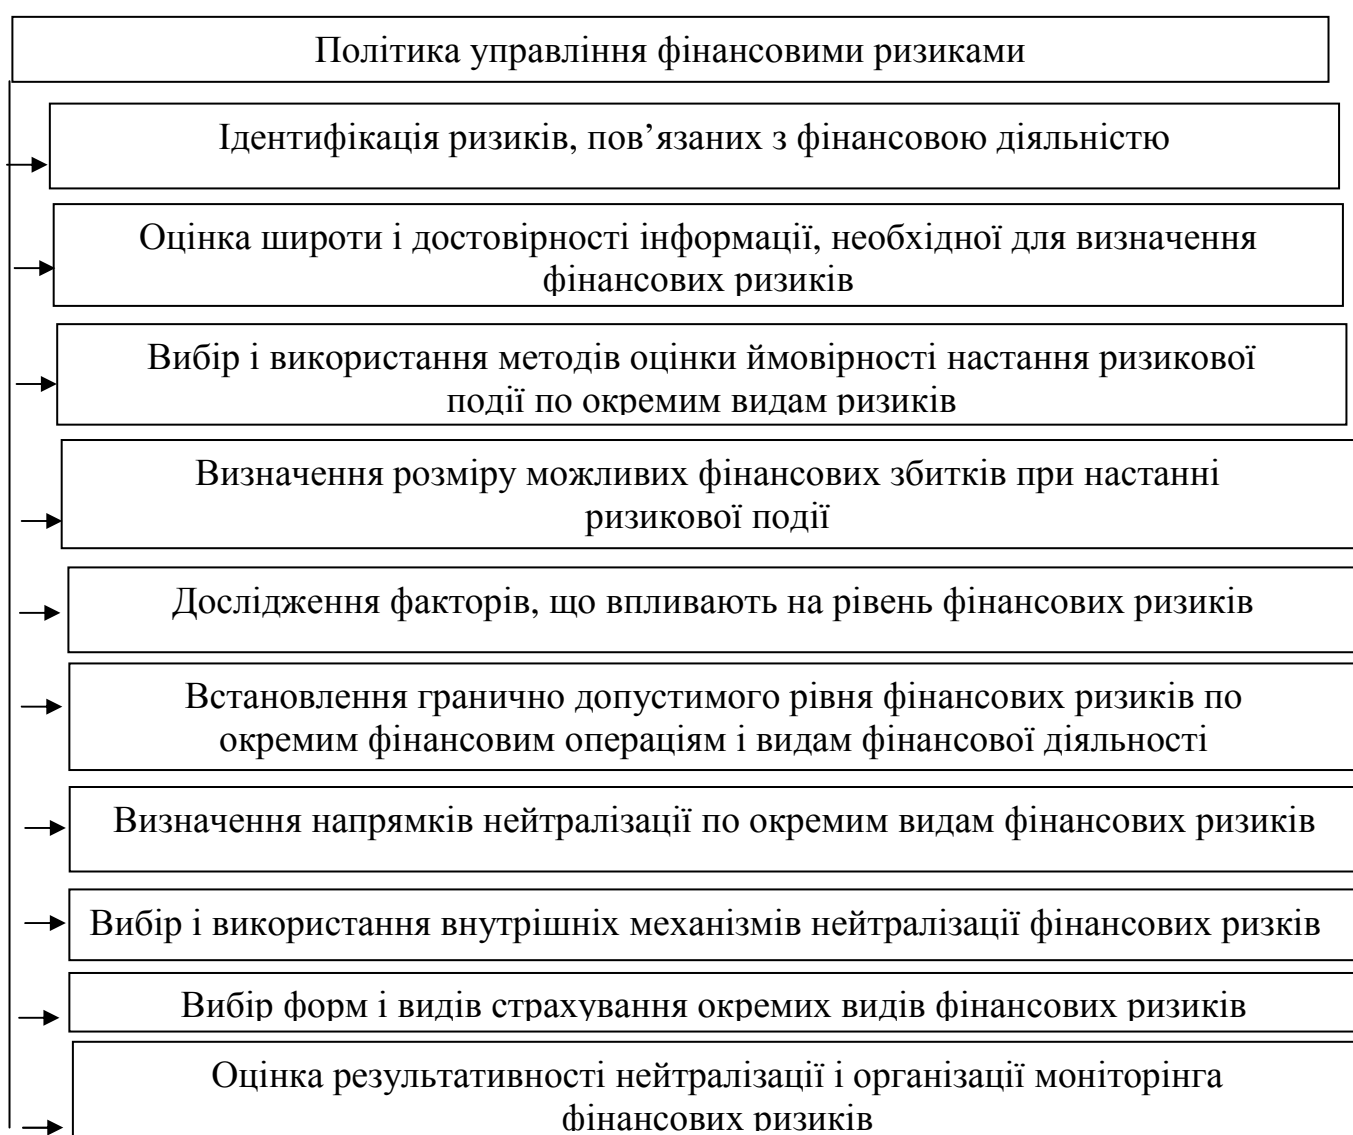 Політика управління фінансовими ризиками
Ідентифікація ризиків, пов’язаних з фінансовою діяльністю
Оцінка широти і достовірності інформації, необхідної для визначення
фінансових ризиків
Вибір і використання методів оцінки ймовірності настання ризикової
події по окремим видам ризиків
Визначення розміру можливих фінансових збитків при настанні
ризикової події
Дослідження факторів, що впливають на рівень фінансових ризиків
Встановлення гранично допустимого рівня фінансових ризиків по
окремим фінансовим операціям і видам фінансової діяльності
Визначення напрямків нейтралізації по окремим видам фінансових ризиків
Вибір і використання внутрішніх механізмів нейтралізації фінансових ризків
Вибір форм і видів страхування окремих видів фінансових ризиків
Оцінка результативності нейтралізації і організації моніторінга
фінансових ризиків